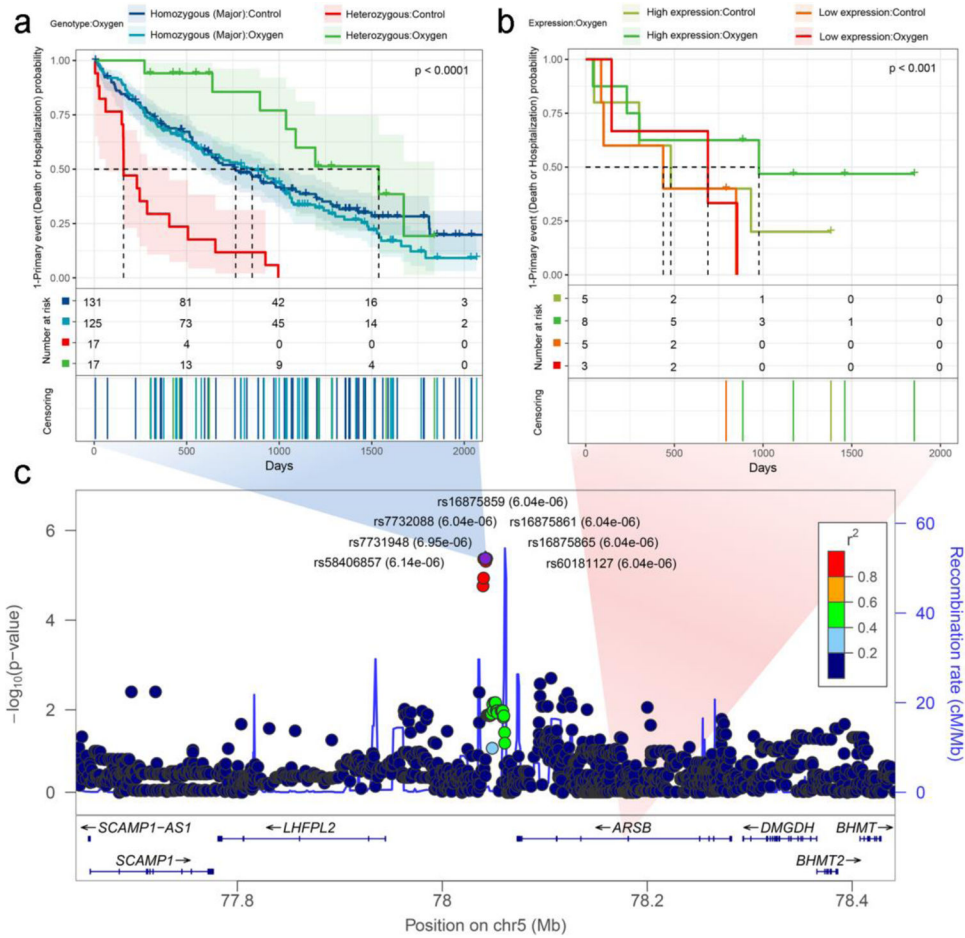 a
Genotype:Oxygen
Homozygous (Major):Control
Heterozygous:Control
Homozygous (Major):Oxygen
Heterozygous:Oxygen
1-Primary event (Death or Hospitalization) probability
1.00
0.75
0.50
0.25
0.00
p < 0.0001
Number at risk
131 81 42 16 3
125 73 45 14 2
17 4 0 0 0
17 13 9 4 0
Censoring
0 500 1000 1500 2000
Days
b
Expression:Oxygen
High expression:Control
Low expression:Control
High expression:Oxygen
Low expression:Oxygen
1-Primary event (Death or Hospitalization) probability
1.00
0.75
0.50
0.25
0.00
p < 0.001
Number at risk
5 2 1 0 0
8 5 3 1 0
5 2 0 0 0
3 2 0 0 0
Censoring
0 500 1000 1500 2000
Days
c
rs16875859 (6.04e-06)
rs7732088 (6.04e-06) rs16875861 (6.04e-06)
rs7731948 (6.95e-06) rs16875865 (6.04e-06)
rs58406857 (6.14e-06) rs60181127 (6.04e-06)
−log10(p−value)
6
4
2
0
r2
0.8
0.6
0.4
0.2
60
40
20
0
Recombination rate (cM/Mb)
←SCAMP1−AS1 ←LHFPL2 ←ARSB ←DMGDH BHMT→
SCAMP1→ BHMT2→
77.8 78 78.2 78.4
Position on chr5 (Mb)